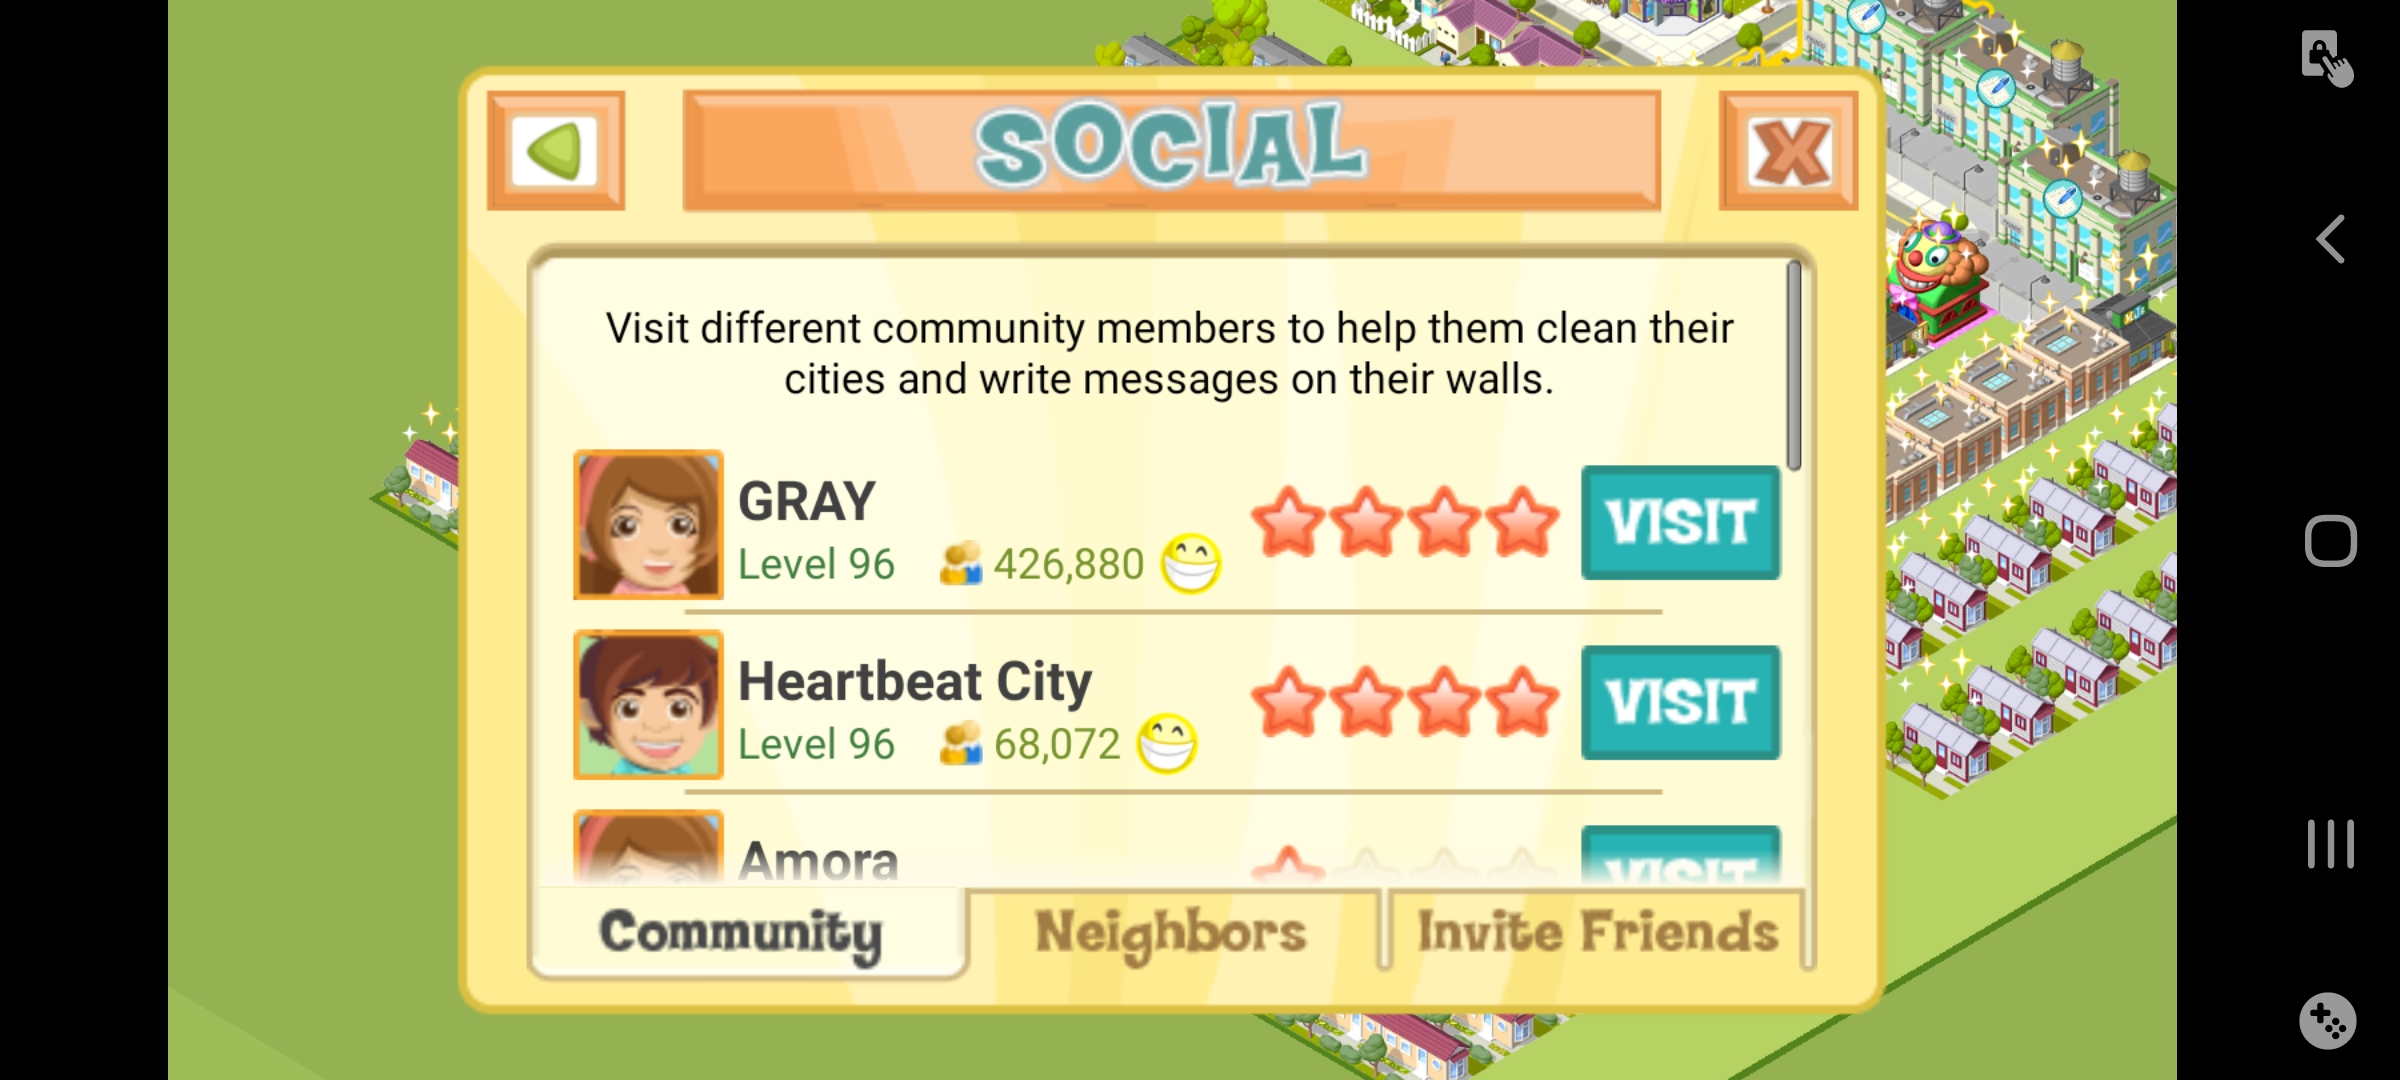 SOCIAL
Visit different community members to help them clean their
cities and write messages on their walls.
GRAY
Level 96 426,880
VISIT
Heartbeat City
Level 96 68,072
VISIT
Amora
VISIT
Community Neighbors Invite Friends